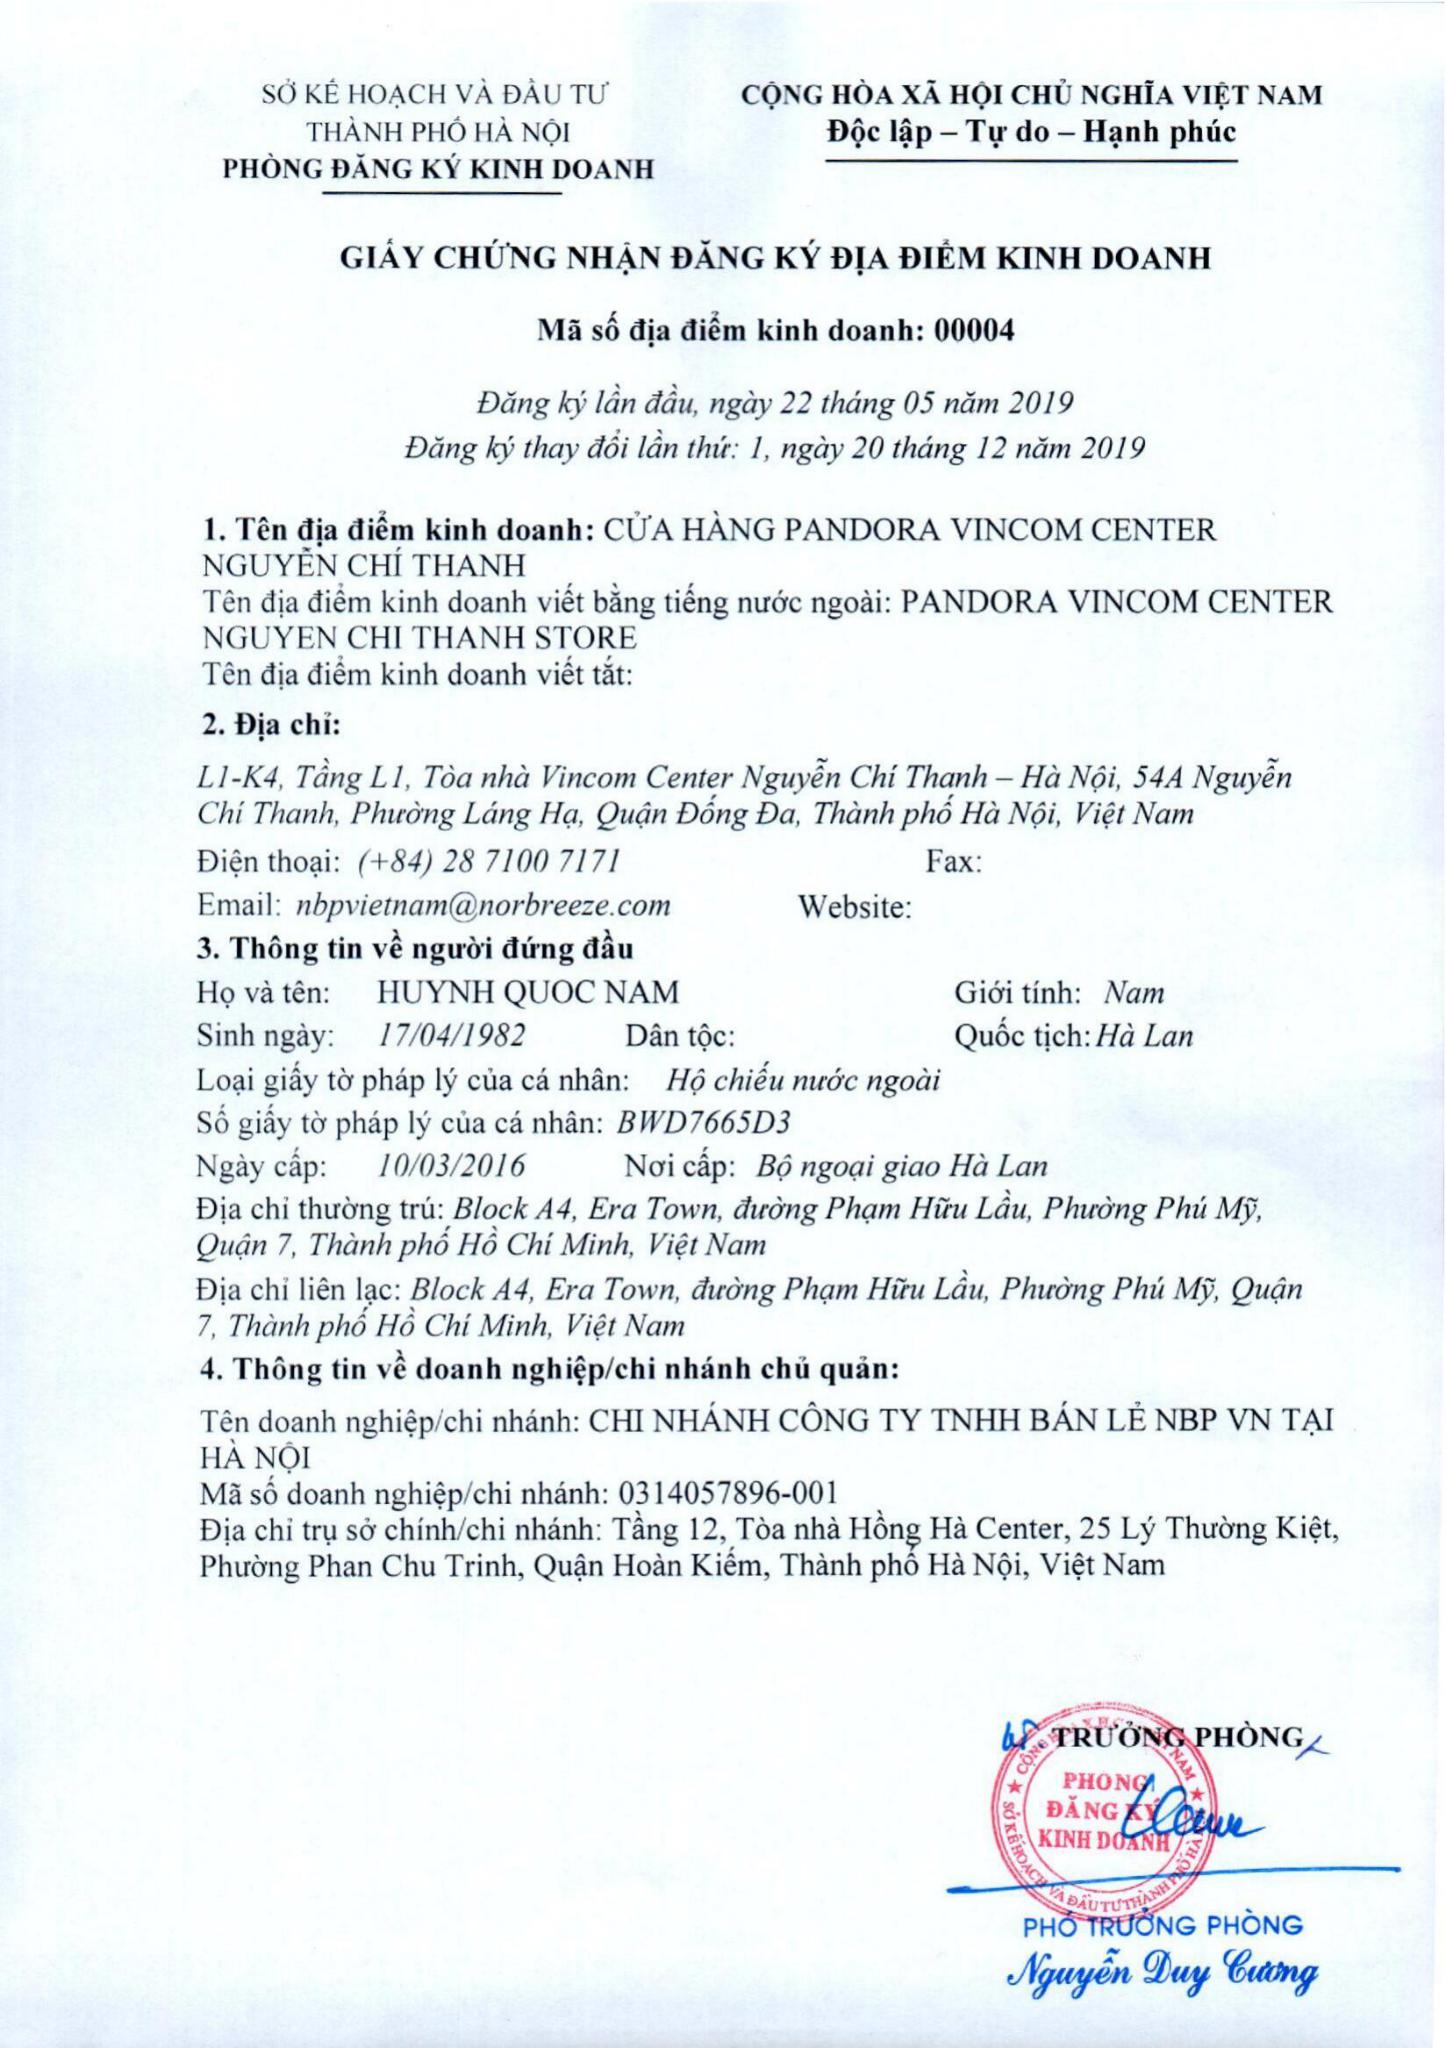 SỞ KẾ HOẠCH VÀ ĐẦU TƯ
THÀNH PHỐ HÀ NỘI
PHÒNG ĐĂNG KÝ KINH DOANH
CỘNG HÒA XÃ HỘI CHỦ NGHĨA VIỆT NAM
Độc lập – Tự do – Hạnh phúc
GIẤY CHỨNG NHẬN ĐĂNG KÝ ĐỊA ĐIỂM KINH DOANH
Mã số địa điểm kinh doanh: 00004
Đăng ký lần đầu, ngày 22 tháng 05 năm 2019
Đăng ký thay đổi lần thứ: 1, ngày 20 tháng 12 năm 2019
1. Tên địa điểm kinh doanh: CỬA HÀNG PANDORA VINCOM CENTER
NGUYỄN CHÍ THANH
Tên địa điểm kinh doanh viết bằng tiếng nước ngoài: PANDORA VINCOM CENTER
NGUYEN CHI THANH STORE
Tên địa điểm kinh doanh viết tắt:
2. Địa chỉ:
L1-K4, Tầng L1, Tòa nhà Vincom Center Nguyễn Chí Thanh – Hà Nội, 54A Nguyễn
Chí Thanh, Phường Láng Hạ, Quận Đống Đa, Thành phố Hà Nội, Việt Nam
Điện thoại: (+84) 28 7100 7171 Fax:
Email: nbpvietnam@norbreeze.com Website:
3. Thông tin về người đứng đầu
Họ và tên: HUYNH QUOC NAM Giới tính: Nam
Sinh ngày: 17/04/1982 Dân tộc: Quốc tịch: Hà Lan
Loại giấy tờ pháp lý của cá nhân: Hộ chiếu nước ngoài
Số giấy tờ pháp lý của cá nhân: BWD7665D3
Ngày cấp: 10/03/2016 Nơi cấp: Bộ ngoại giao Hà Lan
Địa chỉ thường trú: Block A4, Era Town, đường Phạm Hữu Lầu, Phường Phú Mỹ,
Quận 7, Thành phố Hồ Chí Minh, Việt Nam
Địa chỉ liên lạc: Block A4, Era Town, đường Phạm Hữu Lầu, Phường Phú Mỹ, Quận
7, Thành phố Hồ Chí Minh, Việt Nam
4. Thông tin về doanh nghiệp/chi nhánh chủ quản:
Tên doanh nghiệp/chi nhánh: CHI NHÁNH CÔNG TY TNHH BÁN LẺ NBP VN TẠI
HÀ NỘI
Mã số doanh nghiệp/chi nhánh: 0314057896-001
Địa chỉ trụ sở chính/chi nhánh: Tầng 12, Tòa nhà Hồng Hà Center, 25 Lý Thường Kiệt,
Phường Phan Chu Trinh, Quận Hoàn Kiếm, Thành phố Hà Nội, Việt Nam
TRƯỞNG PHÒNG
PHÒNG
ĐĂNG KÝ
KINH DOANH
SỞ KẾ HOẠCH VÀ ĐẦU TƯ THÀNH PHỐ HÀ
PHÓ TRƯỞNG PHÒNG
Nguyễn Duy Cương